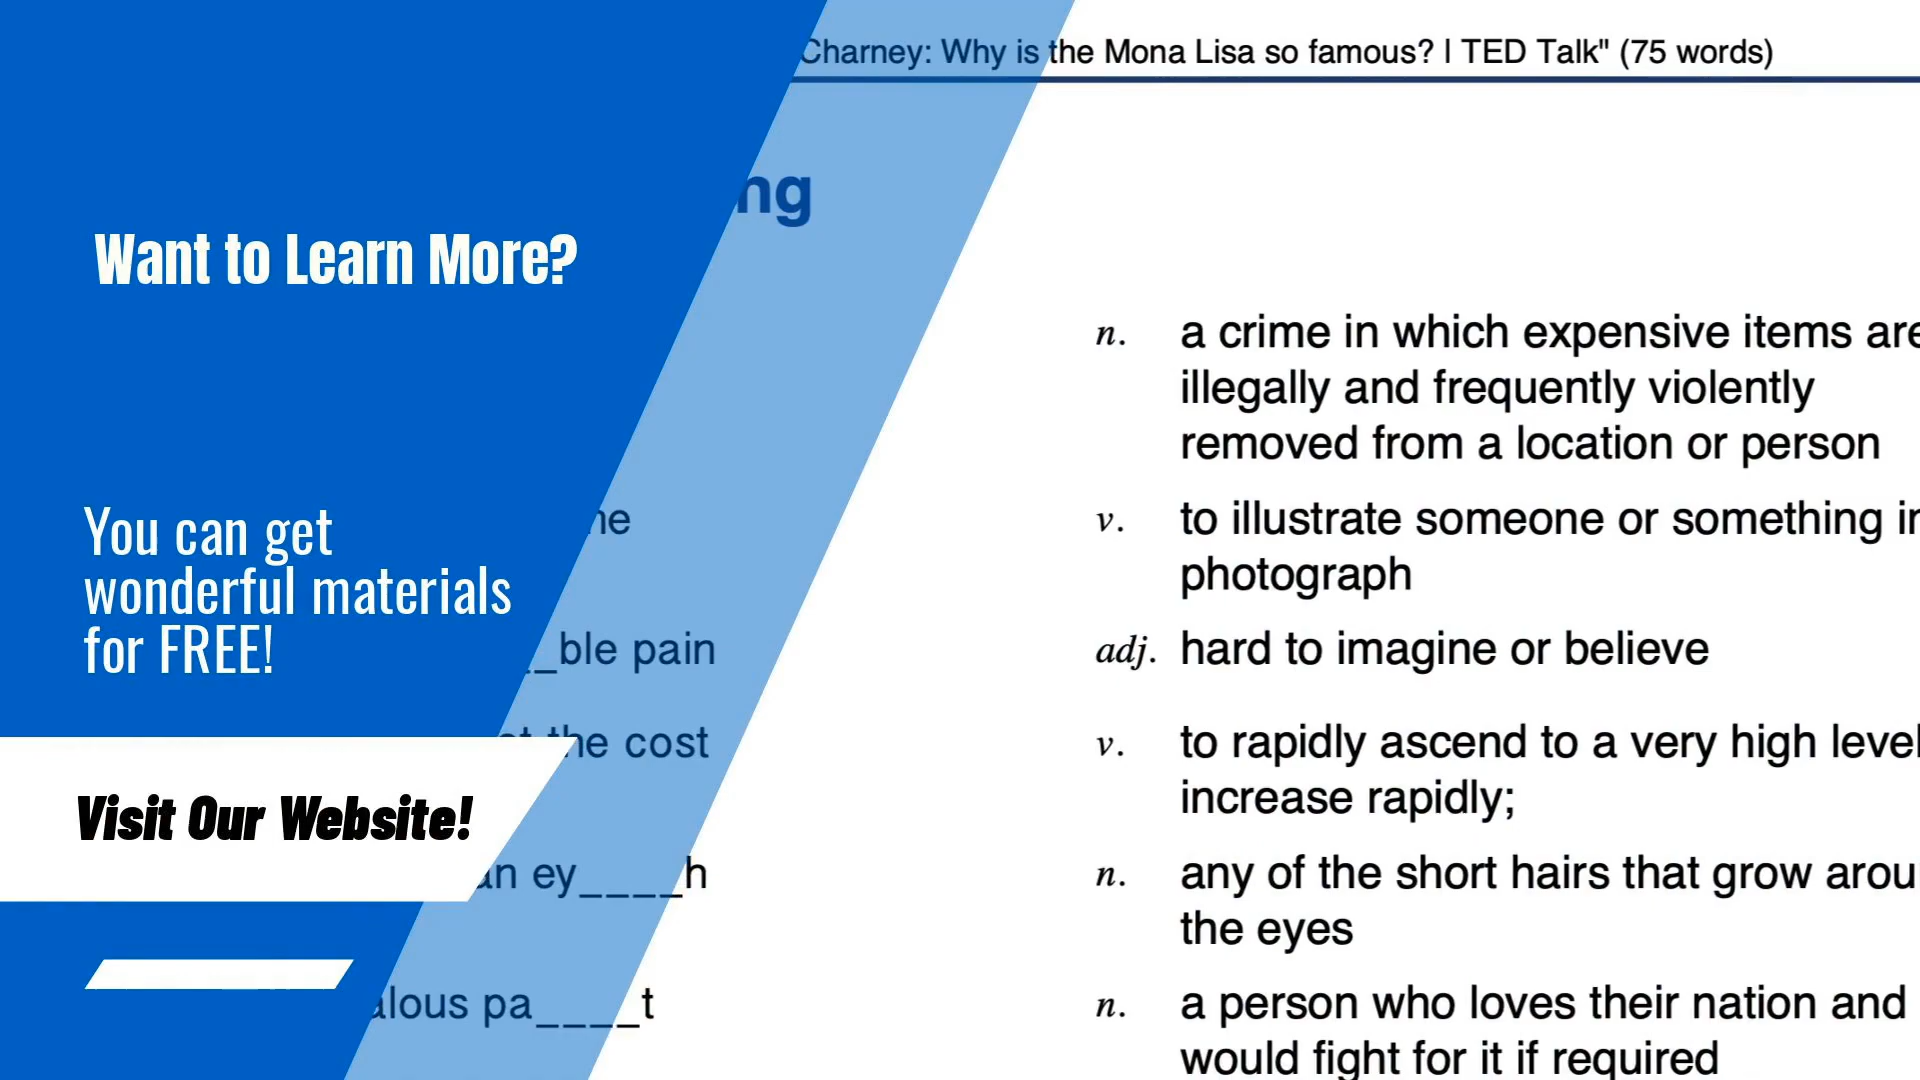 Charney: Why is the Mona Lisa so famous? | TED Talk" (75 words)
ng
Want to Learn More?
You can get
wonderful materials
for FREE!
Visit Our Website!
n. a crime in which expensive items are
illegally and frequently violently
removed from a location or person
v. to illustrate someone or something in
photograph
_ble pain
adj. hard to imagine or believe
the cost
v. to rapidly ascend to a very high level
increase rapidly;
an ey____h
n. any of the short hairs that grow arou
the eyes
alous pa____t
n. a person who loves their nation and
would fight for it if required